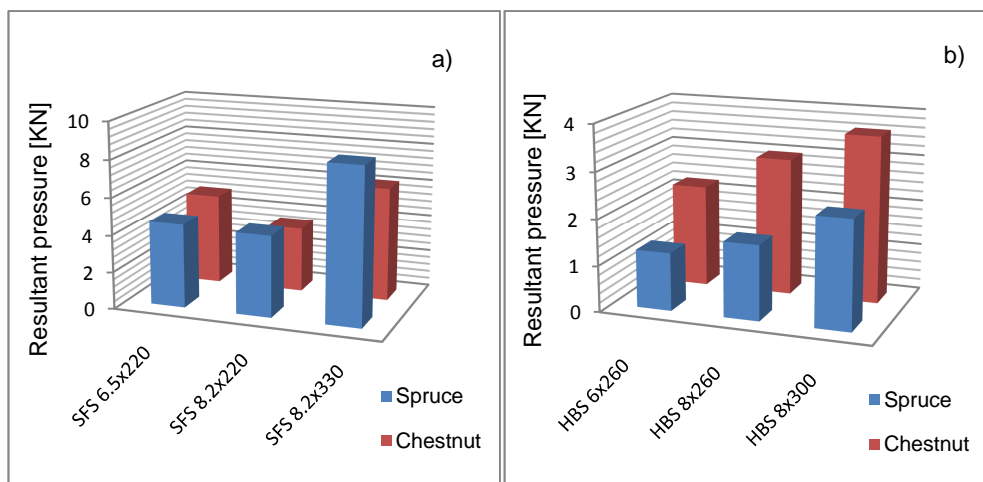 a)
Resultant pressure [KN]
10
8
6
4
2
0
SFS 6.5x220
SFS 8.2x220
SFS 8.2x330
Spruce
Chestnut
b)
Resultant pressure [KN]
4
3
2
1
0
HBS 6x260
HBS 8x260
HBS 8x300
Spruce
Chestnut